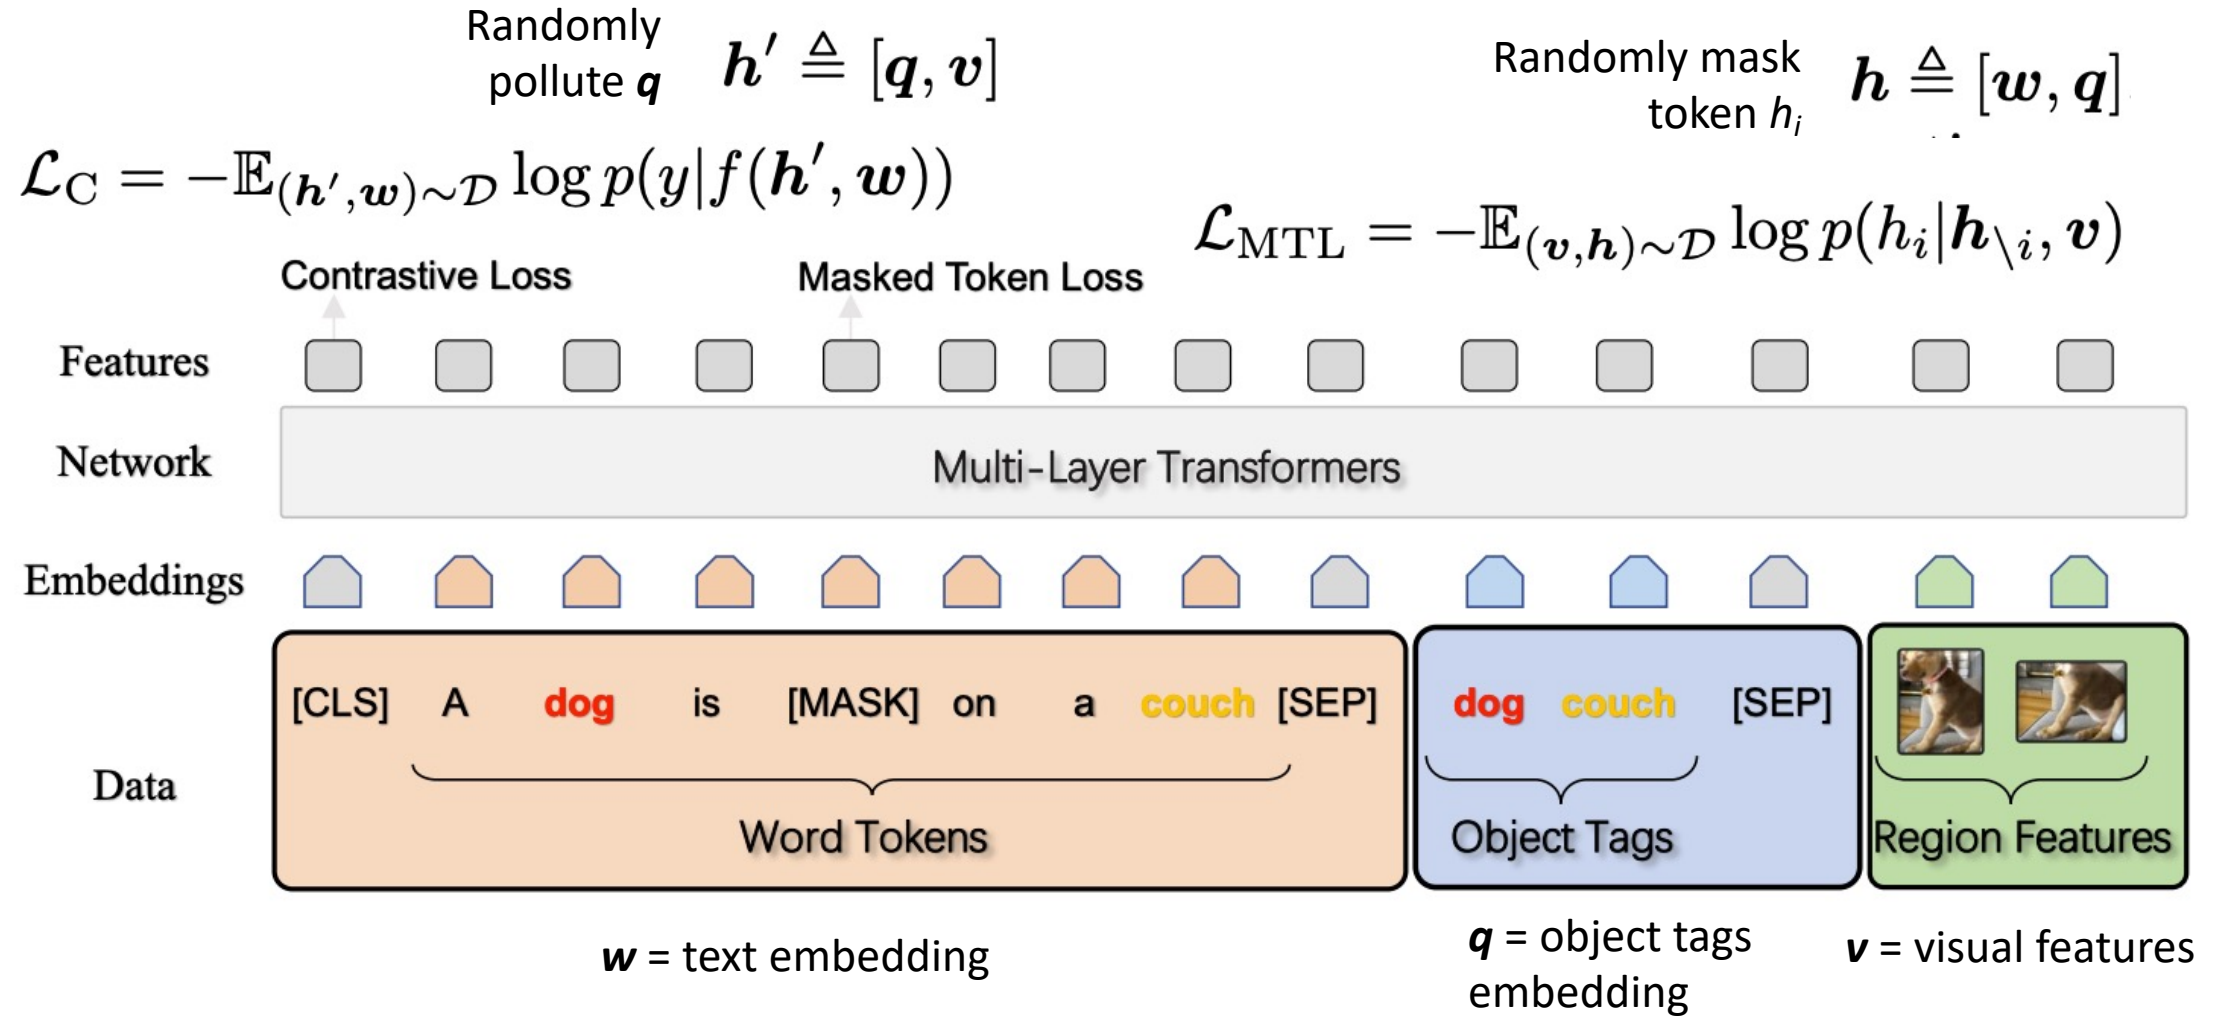 Randomly
pollute q
h′ ≜ [q, v]
Randomly mask
token hᵢ
h ≜ [w, q]
ℒ_C = −𝔼_(h′,w)∼𝒟 log p(y|f(h′, w))
ℒ_MTL = −𝔼_(v,h)∼𝒟 log p(hᵢ|h_\i, v)
Contrastive Loss
Masked Token Loss
Features
Network
Multi-Layer Transformers
Embeddings
Data
[CLS] A dog is [MASK] on a couch [SEP] dog couch [SEP]
Word Tokens
Object Tags
Region Features
w = text embedding
q = object tags
embedding
v = visual features